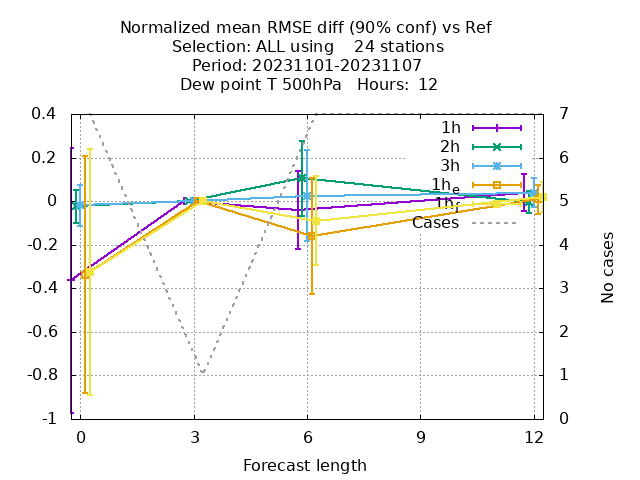 Normalized mean RMSE diff (90% conf) vs Ref
Selection: ALL using    24 stations
Period: 20231101-20231107
Dew point T 500hPa   Hours:  12
0.4
0.2
0
-0.2
-0.4
-0.6
-0.8
-1
7
6
5
4
3
2
1
0
1h
2h
3h
1h_e
Cases
No cases
0
3
6
9
12
Forecast length